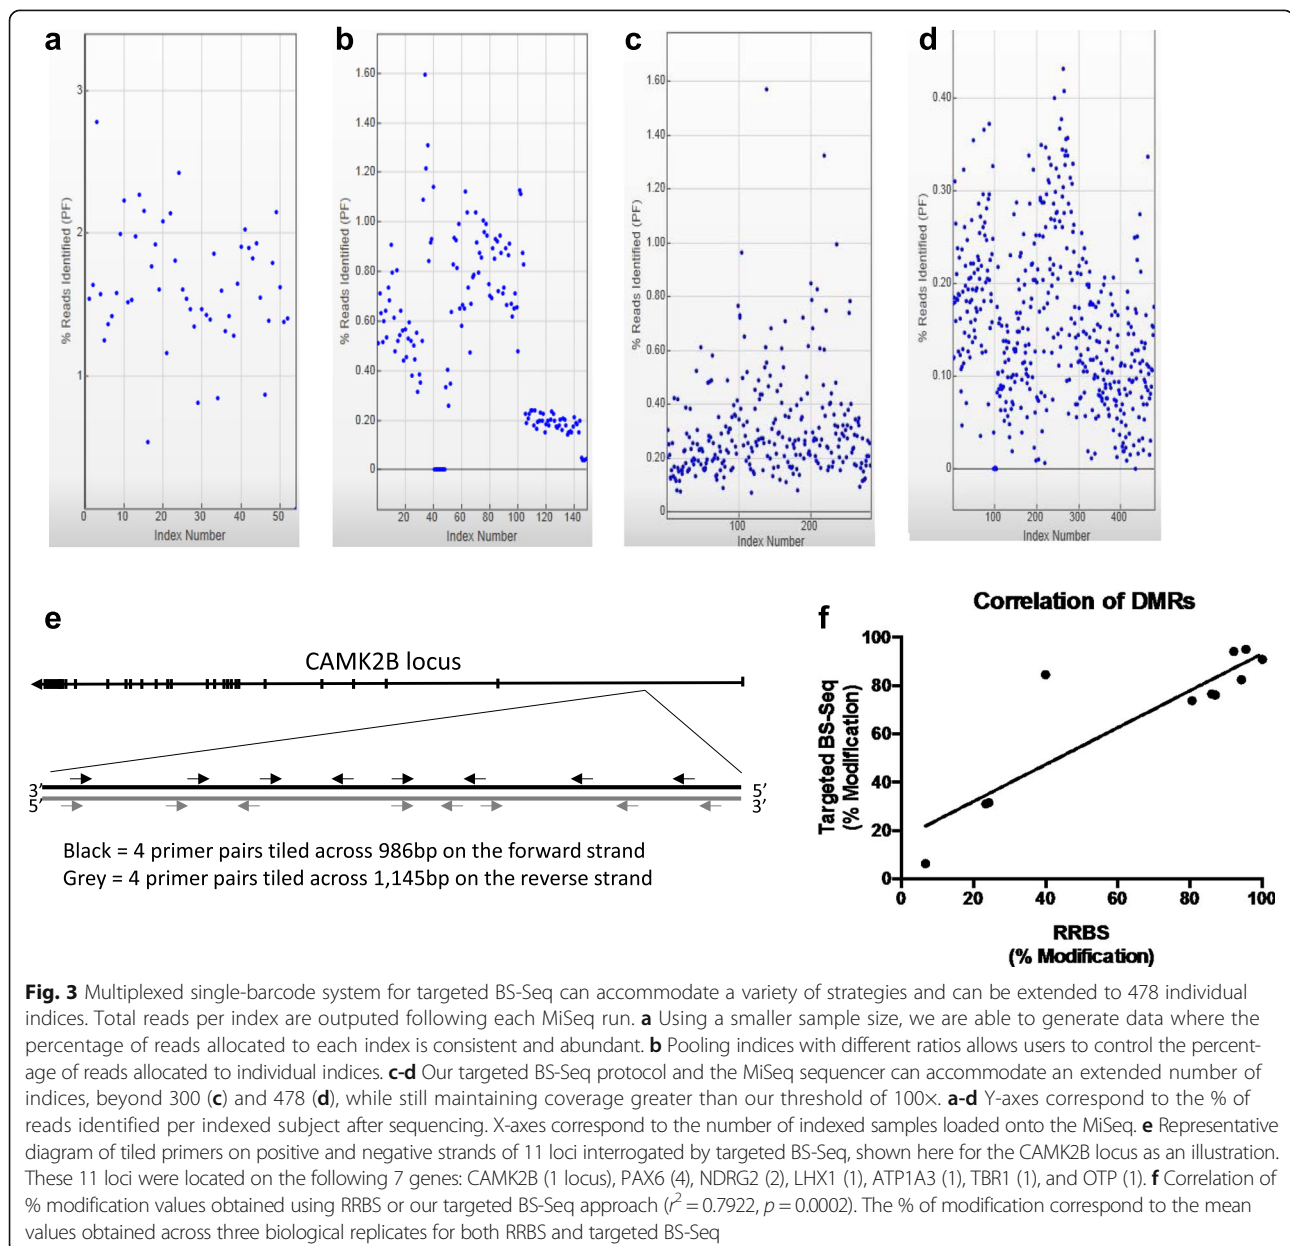 a
3
2
1
0
10
20
30
40
50
% Reads Identified (PF)
Index Number
b
1.60
1.40
1.20
1.00
0.80
0.60
0.40
0.20
0
20
40
60
80
100
120
140
% Reads Identified (PF)
Index Number
c
1.60
1.40
1.20
1.00
0.80
0.60
0.40
0.20
0
100
200
% Reads Identified (PF)
Index Number
d
0.40
0.30
0.20
0.10
0
100
200
300
400
% Reads Identified (PF)
Index Number
e
CAMK2B locus
3′
5′
5′
3′
Black = 4 primer pairs tiled across 986bp on the forward strand
Grey = 4 primer pairs tiled across 1,145bp on the reverse strand
f
Correlation of DMRs
100
80
60
40
20
0
Targeted BS-Seq
(% Modification)
0
20
40
60
80
100
RRBS
(% Modification)
Fig. 3 Multiplexed single-barcode system for targeted BS-Seq can accommodate a variety of strategies and can be extended to 478 individual
indices. Total reads per index are outputed following each MiSeq run. a Using a smaller sample size, we are able to generate data where the
percentage of reads allocated to each index is consistent and abundant. b Pooling indices with different ratios allows users to control the percent-
age of reads allocated to individual indices. c-d Our targeted BS-Seq protocol and the MiSeq sequencer can accommodate an extended number of
indices, beyond 300 (c) and 478 (d), while still maintaining coverage greater than our threshold of 100×. a-d Y-axes correspond to the % of
reads identified per indexed subject after sequencing. X-axes correspond to the number of indexed samples loaded onto the MiSeq. e Representative
diagram of tiled primers on positive and negative strands of 11 loci interrogated by targeted BS-Seq, shown here for the CAMK2B locus as an illustration.
These 11 loci were located on the following 7 genes: CAMK2B (1 locus), PAX6 (4), NDRG2 (2), LHX1 (1), ATP1A3 (1), TBR1 (1), and OTP (1). f Correlation of
% modification values obtained using RRBS or our targeted BS-Seq approach (r² = 0.7922, p = 0.0002). The % of modification correspond to the mean
values obtained across three biological replicates for both RRBS and targeted BS-Seq